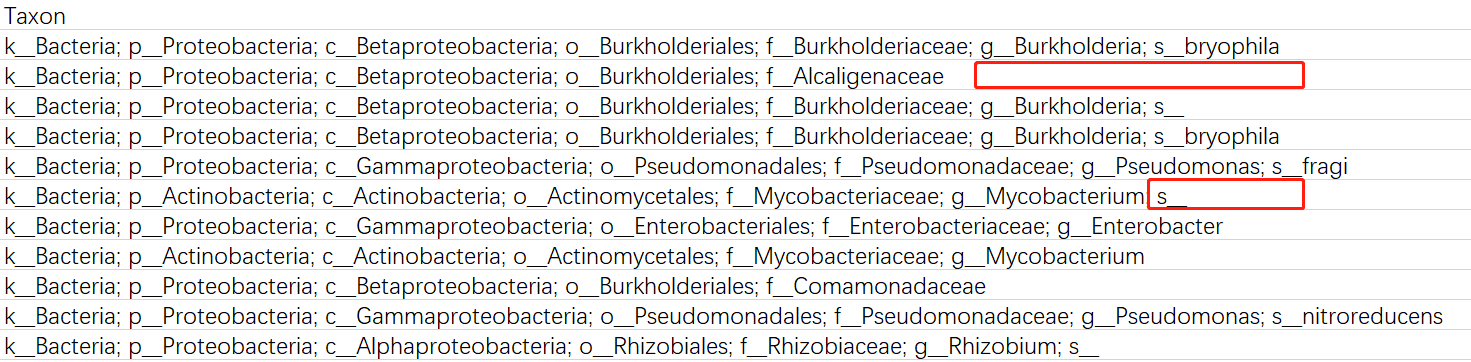 Taxon
k__Bacteria; p__Proteobacteria; c__Betaproteobacteria; o__Burkholderiales; f__Burkholderiaceae; g__Burkholderia; s__bryophila
k__Bacteria; p__Proteobacteria; c__Betaproteobacteria; o__Burkholderiales; f__Alcaligenaceae
k__Bacteria; p__Proteobacteria; c__Betaproteobacteria; o__Burkholderiales; f__Burkholderiaceae; g__Burkholderia; s__
k__Bacteria; p__Proteobacteria; c__Betaproteobacteria; o__Burkholderiales; f__Burkholderiaceae; g__Burkholderia; s__bryophila
k__Bacteria; p__Proteobacteria; c__Gammaproteobacteria; o__Pseudomonadales; f__Pseudomonadaceae; g__Pseudomonas; s__fragi
k__Bacteria; p__Actinobacteria; c__Actinobacteria; o__Actinomycetales; f__Mycobacteriaceae; g__Mycobacterium; s__
k__Bacteria; p__Proteobacteria; c__Gammaproteobacteria; o__Enterobacteriales; f__Enterobacteriaceae; g__Enterobacter
k__Bacteria; p__Actinobacteria; c__Actinobacteria; o__Actinomycetales; f__Mycobacteriaceae; g__Mycobacterium
k__Bacteria; p__Proteobacteria; c__Betaproteobacteria; o__Burkholderiales; f__Comamonadaceae
k__Bacteria; p__Proteobacteria; c__Gammaproteobacteria; o__Pseudomonadales; f__Pseudomonadaceae; g__Pseudomonas; s__nitroreducens
k__Bacteria; p__Proteobacteria; c__Alphaproteobacteria; o__Rhizobiales; f__Rhizobiaceae; g__Rhizobium; s__